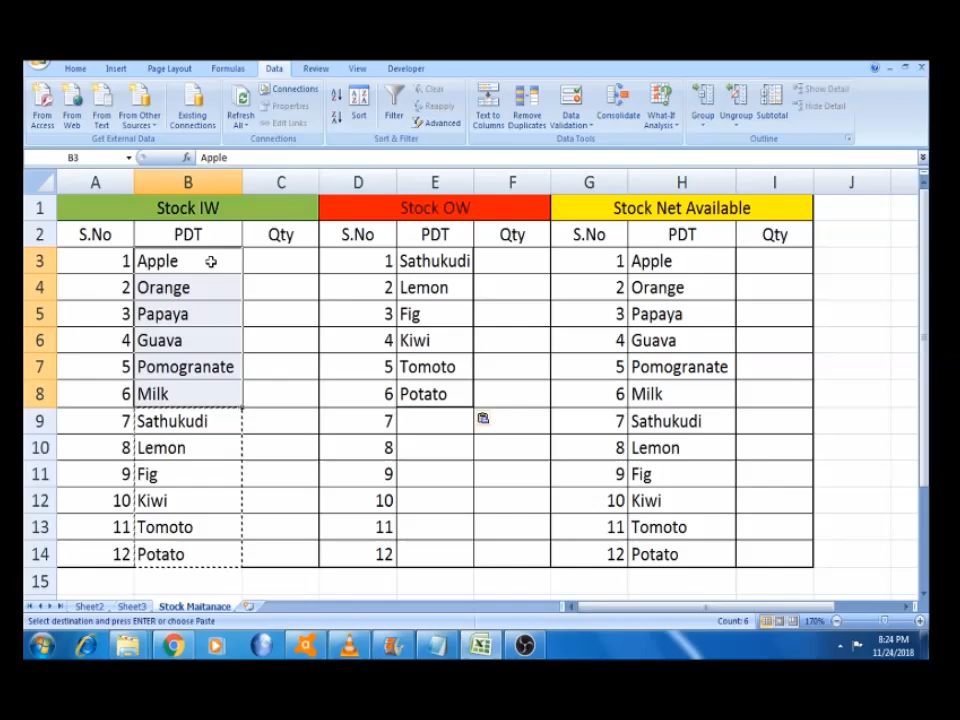 Home Insert Page Layout Formulas Data Review View Developer
From Access From Web From Text From Other Sources Existing Connections Refresh All Connections Properties Edit Links Sort Filter Clear Reapply Advanced Text to Columns Remove Duplicates Data Validation Consolidate What-If Analysis Group Ungroup Subtotal Show Detail Hide Detail
Get External Data Connections Sort & Filter Data Tools Outline
B3 fx Apple
A B C D E F G H I J
1 Stock IW Stock OW Stock Net Available
2 S.No PDT Qty S.No PDT Qty S.No PDT Qty
3 1 Apple 1 Sathukudi 1 Apple
4 2 Orange 2 Lemon 2 Orange
5 3 Papaya 3 Fig 3 Papaya
6 4 Guava 4 Kiwi 4 Guava
7 5 Pomogranate 5 Tomoto 5 Pomogranate
8 6 Milk 6 Potato 6 Milk
9 7 Sathukudi 7 7 Sathukudi
10 8 Lemon 8 8 Lemon
11 9 Fig 9 9 Fig
12 10 Kiwi 10 10 Kiwi
13 11 Tomoto 11 11 Tomoto
14 12 Potato 12 12 Potato
15
Sheet2 Sheet3 Stock Maitanace
Select destination and press ENTER or choose Paste Count: 6 170%
8:24 PM
11/24/2018